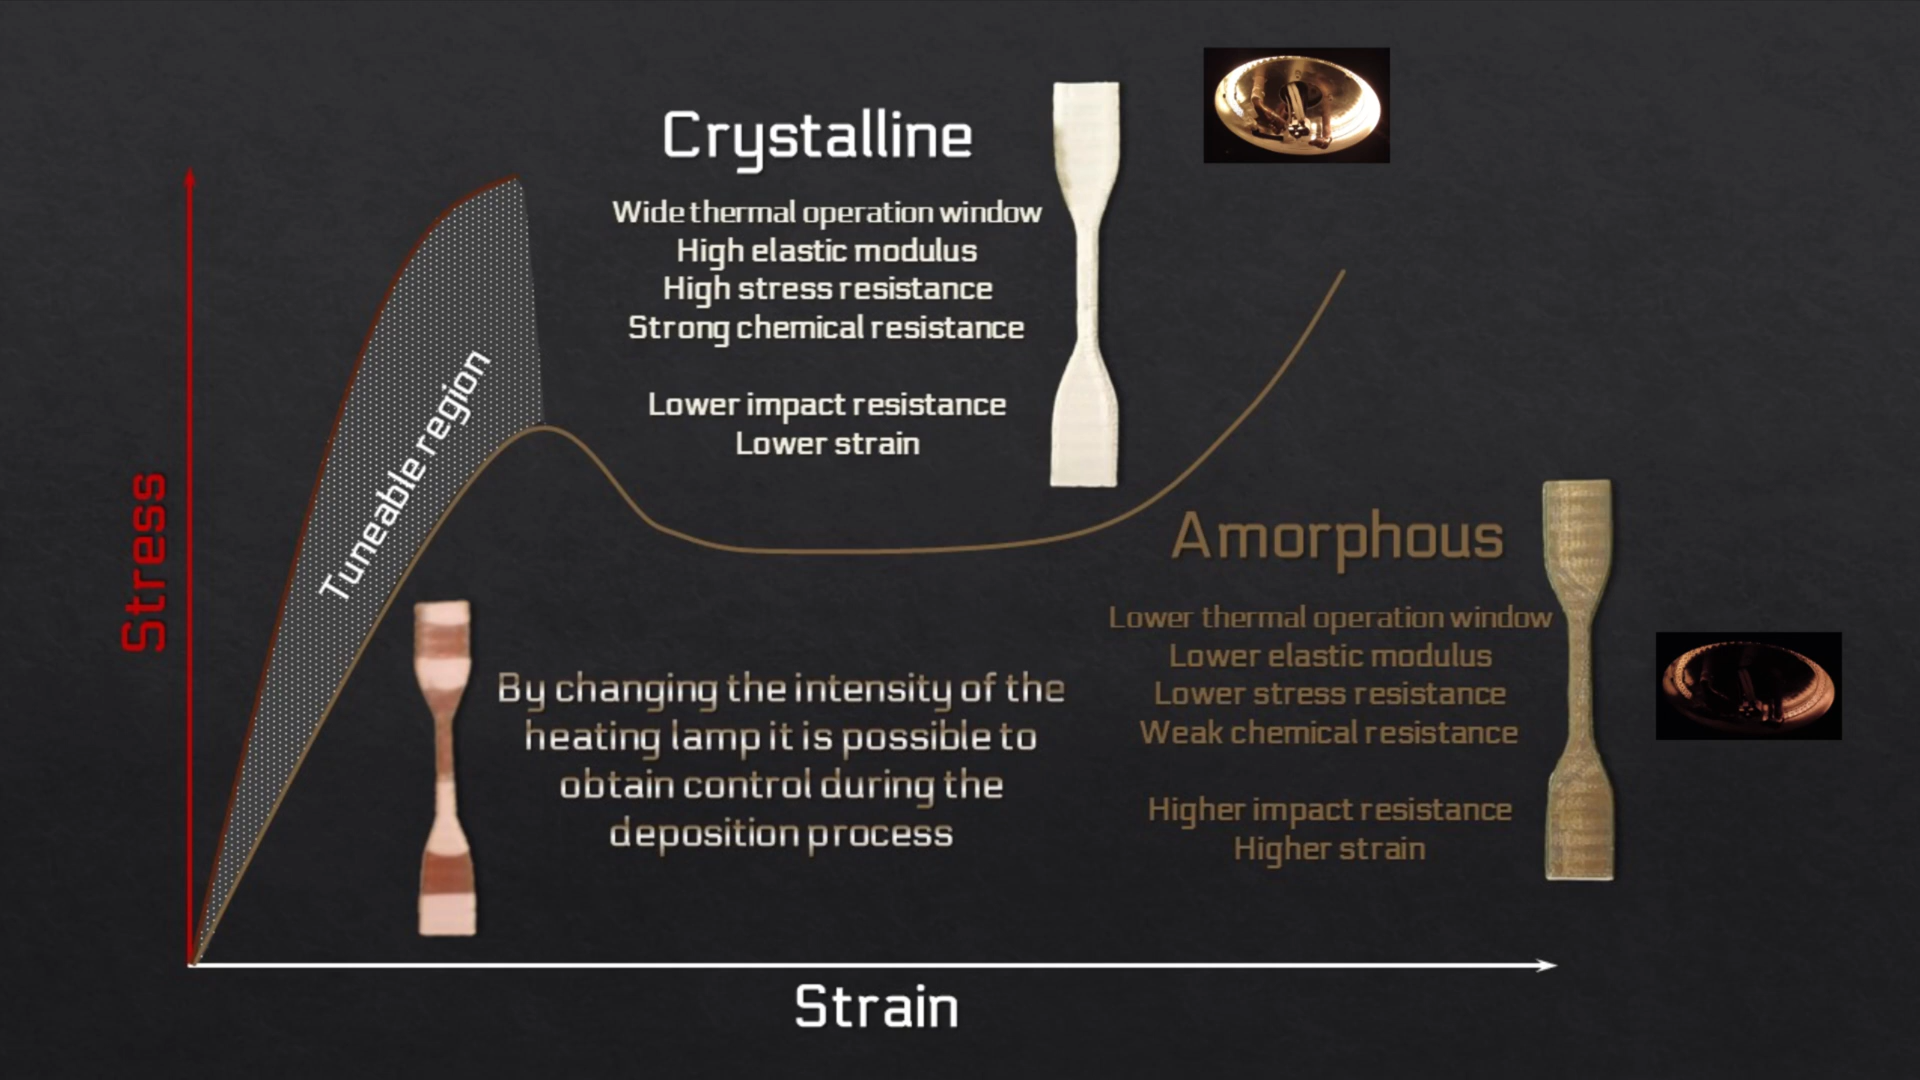 Crystalline
Wide thermal operation window
High elastic modulus
High stress resistance
Strong chemical resistance
Lower impact resistance
Lower strain
Tuneable region
Stress
Amorphous
Lower thermal operation window
Lower elastic modulus
Lower stress resistance
Weak chemical resistance
Higher impact resistance
Higher strain
By changing the intensity of the
heating lamp it is possible to
obtain control during the
deposition process
Strain